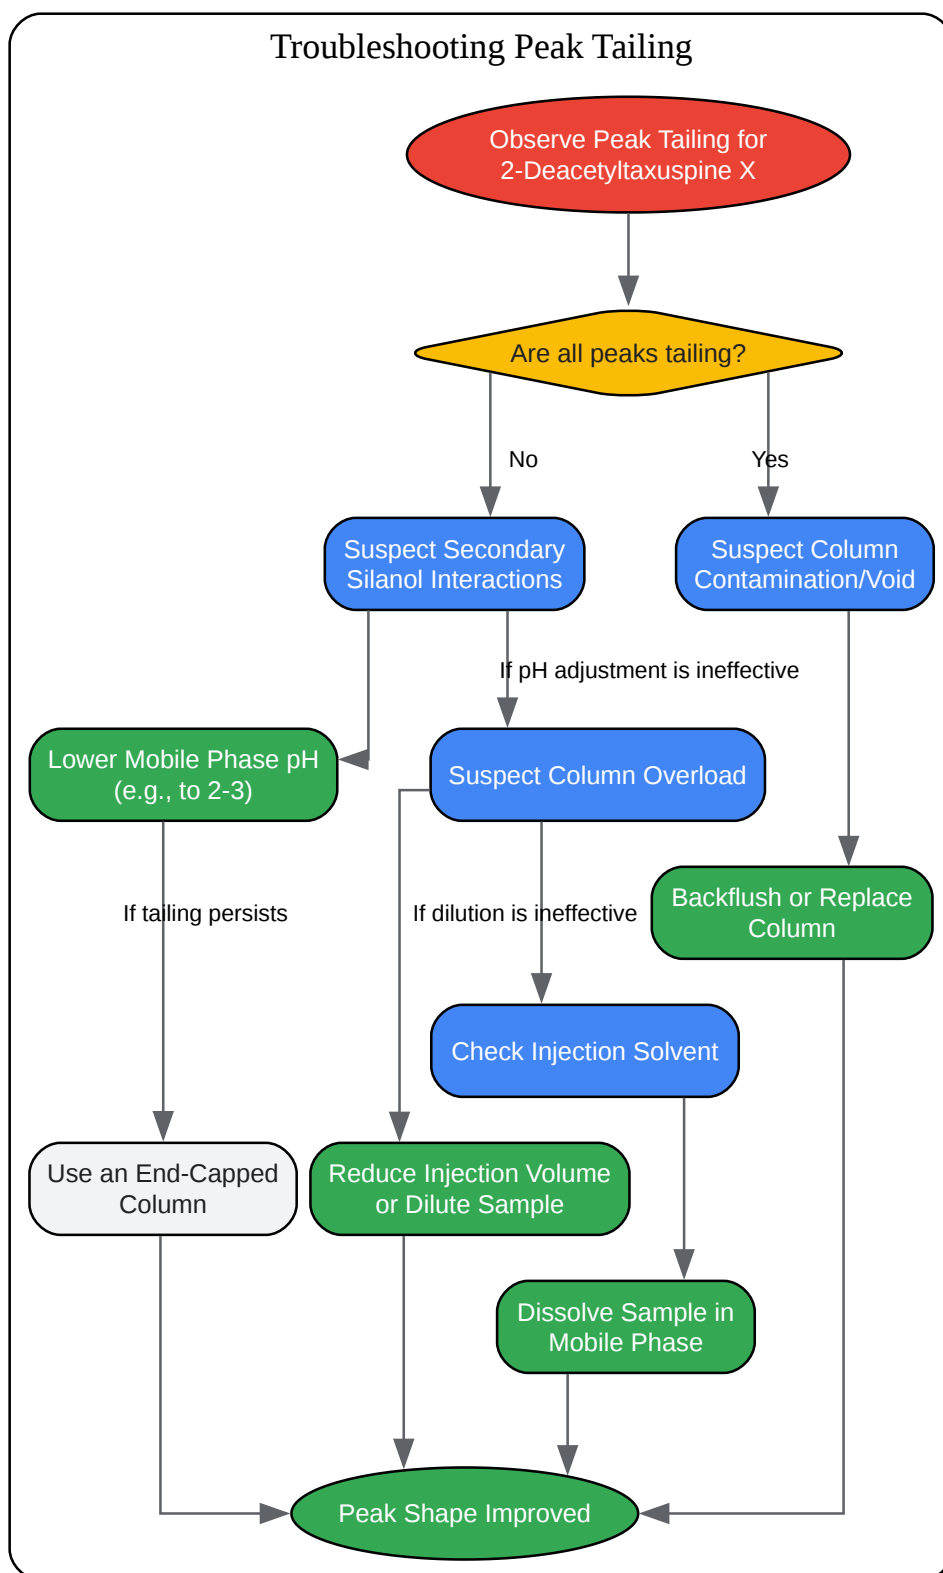 Troubleshooting Peak Tailing
Observe Peak Tailing for
2-Deacetyltaxuspine X
Are all peaks tailing?
No
Yes
Suspect Secondary
Silanol Interactions
Suspect Column
Contamination/Void
If pH adjustment is ineffective
Lower Mobile Phase pH
(e.g., to 2-3)
Suspect Column Overload
If tailing persists
If dilution is ineffective
Backflush or Replace
Column
Check Injection Solvent
Use an End-Capped
Column
Reduce Injection Volume
or Dilute Sample
Dissolve Sample in
Mobile Phase
Peak Shape Improved